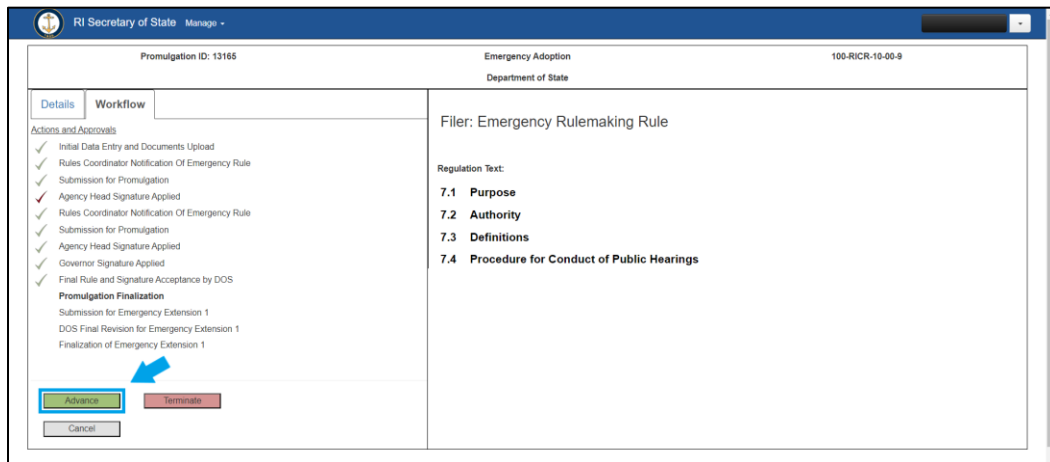 RI Secretary of State Manage
Promulgation ID: 13165
Emergency Adoption
100-RICR-10-00-9
Department of State
Details
Workflow
Actions and Approvals
Initial Data Entry and Documents Upload
Rules Coordinator Notification Of Emergency Rule
Submission for Promulgation
Agency Head Signature Applied
Rules Coordinator Notification Of Emergency Rule
Submission for Promulgation
Agency Head Signature Applied
Governor Signature Applied
Final Rule and Signature Acceptance by DOS
Promulgation Finalization
Submission for Emergency Extension 1
DOS Final Revision for Emergency Extension 1
Finalization of Emergency Extension 1
Advance
Terminate
Cancel
Filer: Emergency Rulemaking Rule
Regulation Text:
7.1 Purpose
7.2 Authority
7.3 Definitions
7.4 Procedure for Conduct of Public Hearings